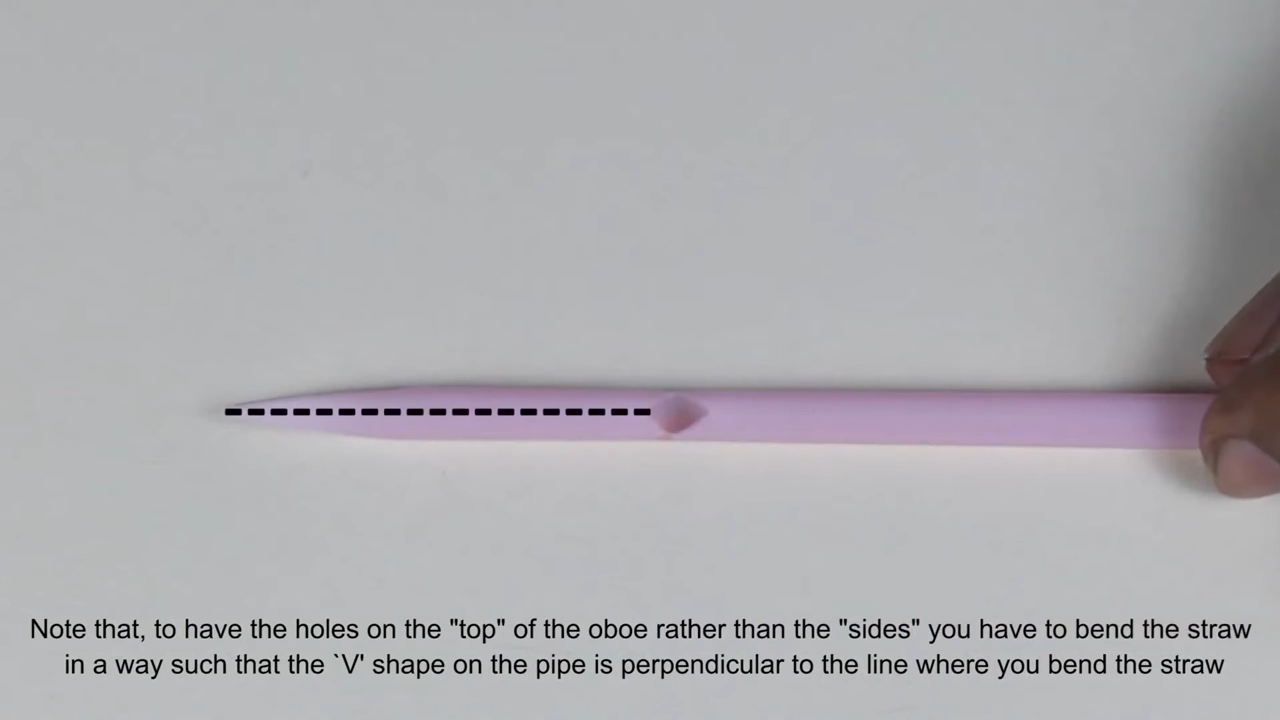 Note that, to have the holes on the "top" of the oboe rather than the "sides" you have to bend the straw
in a way such that the `V' shape on the pipe is perpendicular to the line where you bend the straw